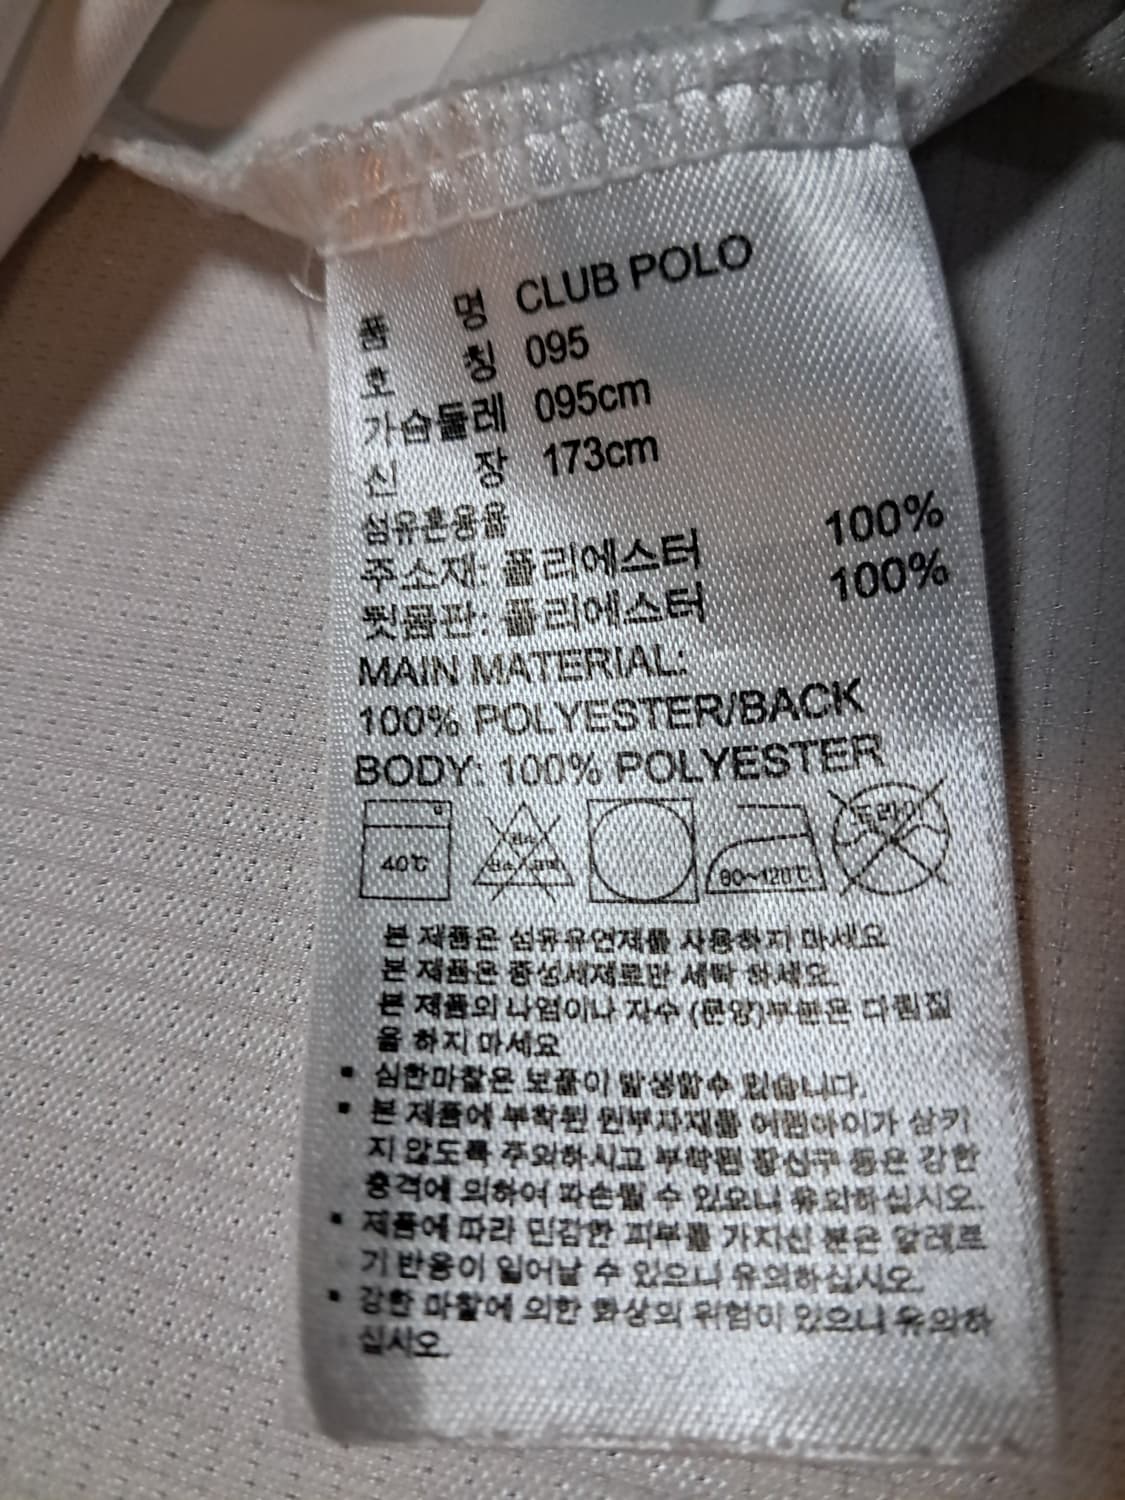 품 명 CLUB POLO
호 칭 095
가슴둘레 095cm
신 장 173cm
섬유혼용율
주소재: 폴리에스터 100%
뒷몸판: 폴리에스터 100%
MAIN MATERIAL:
100% POLYESTER/BACK
BODY: 100% POLYESTER
40℃ 80~120℃ 드라이
본 제품은 섬유유연제를 사용하지 마세요
본 제품은 중성세제로만 세탁 하세요.
본 제품의 나염이나 자수 (문양)부분은 다림질
을 하지 마세요
▪ 심한마찰은 보풀이 발생할수 있습니다.
▪ 본 제품에 부착된 원부자재를 어린아이가 삼키
지 않도록 주의하시고 부착된 장신구 등은 강한
충격에 의하여 파손될 수 있으니 유의하십시오.
▪ 제품에 따라 민감한 피부를 가지신 분은 알레르
기 반응이 일어날 수 있으니 유의하십시오.
▪ 강한 마찰에 의한 화상의 위험이 있으니 유의하
십시오.